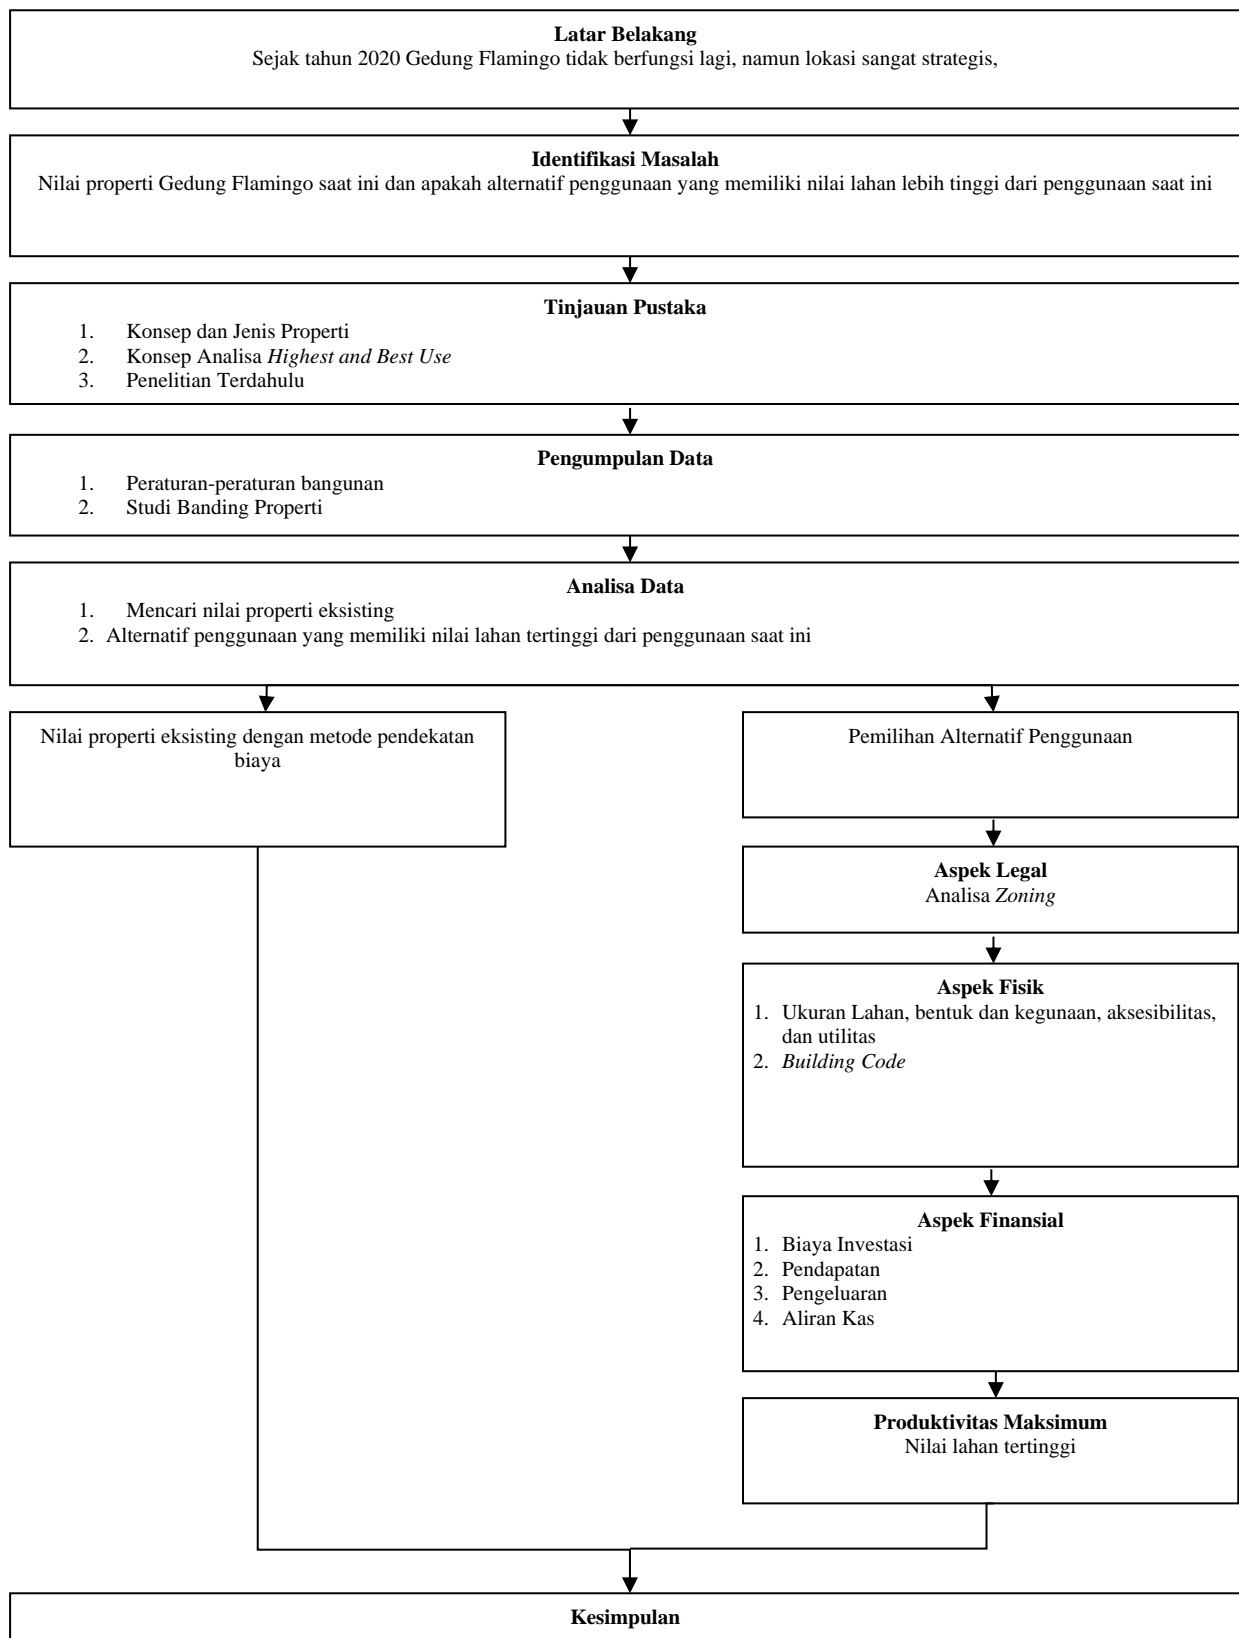 Latar Belakang
Sejak tahun 2020 Gedung Flamingo tidak berfungsi lagi, namun lokasi sangat strategis,
Identifikasi Masalah
Nilai properti Gedung Flamingo saat ini dan apakah alternatif penggunaan yang memiliki nilai lahan lebih tinggi dari penggunaan saat ini
Tinjauan Pustaka
1. Konsep dan Jenis Properti
2. Konsep Analisa Highest and Best Use
3. Penelitian Terdahulu
Pengumpulan Data
1. Peraturan-peraturan bangunan
2. Studi Banding Properti
Analisa Data
1. Mencari nilai properti eksisting
2. Alternatif penggunaan yang memiliki nilai lahan tertinggi dari penggunaan saat ini
Nilai properti eksisting dengan metode pendekatan
biaya
Pemilihan Alternatif Penggunaan
Aspek Legal
Analisa Zoning
Aspek Fisik
1. Ukuran Lahan, bentuk dan kegunaan, aksesibilitas,
dan utilitas
2. Building Code
Aspek Finansial
1. Biaya Investasi
2. Pendapatan
3. Pengeluaran
4. Aliran Kas
Produktivitas Maksimum
Nilai lahan tertinggi
Kesimpulan